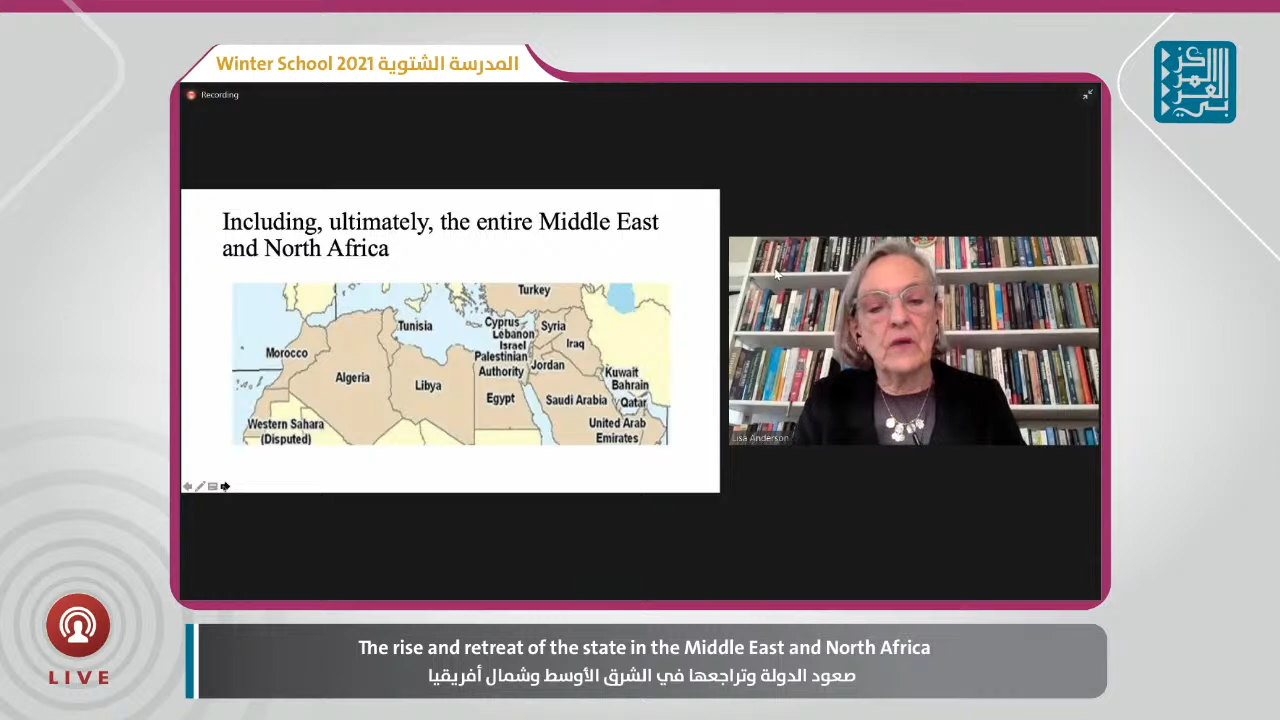 Winter School 2021 المدرسة الشتوية
المركز
العربي
Recording
Including, ultimately, the entire Middle East
and North Africa
Turkey
Tunisia
Cyprus
Syria
Lebanon
Israel
Iraq
Morocco
Palestinian
Authority
Jordan
Algeria
Libya
Kuwait
Bahrain
Egypt
Saudi Arabia
Qatar
Western Sahara
(Disputed)
United Arab
Emirates
Lisa Anderson
LIVE
The rise and retreat of the state in the Middle East and North Africa
صعود الدولة وتراجعها في الشرق الأوسط وشمال أفريقيا